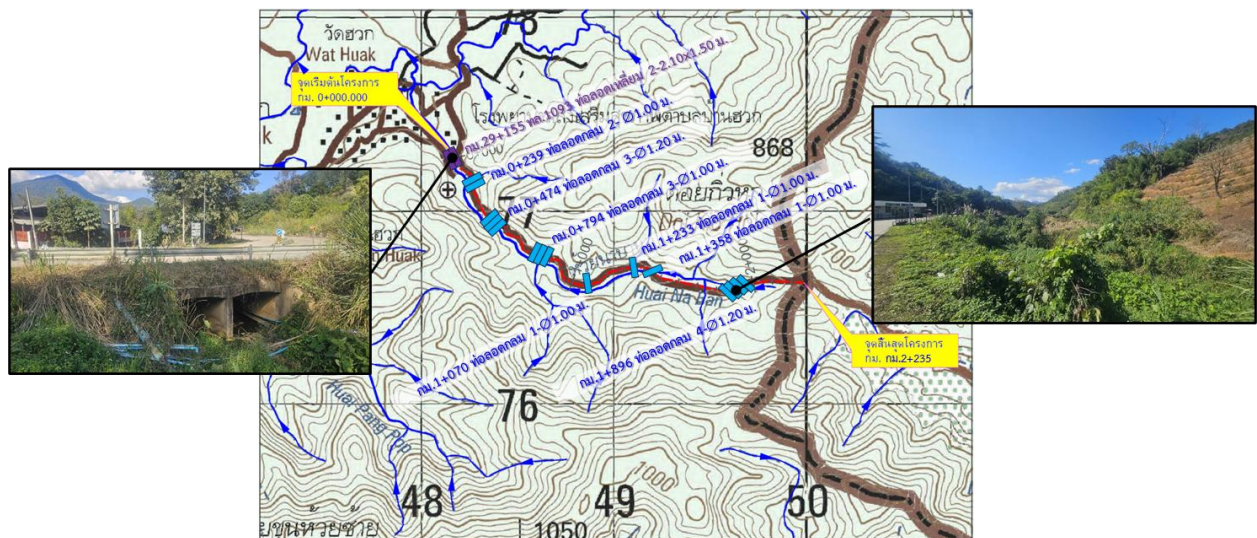 วัดฮวก
Wat Huak
จุดเริ่มต้นโครงการ
กม. 0+000.000
กม.29+155 ทล.1093 ท่อลอดเหลี่ยม 2-2.10x1.50 ม.
กม.0+239 ท่อลอดกลม 2- Ø1.00 ม.
กม.0+474 ท่อลอดกลม 3-Ø1.20 ม.
กม.0+794 ท่อลอดกลม 3-Ø1.00 ม.
กม.1+233 ท่อลอดกลม 1-Ø1.00 ม.
กม.1+358 ท่อลอดกลม 1-Ø1.00 ม.
868
Huai Na Ban
กม.1+070 ท่อลอดกลม 1-Ø1.00 ม.
กม.1+896 ท่อลอดกลม 4-Ø1.20 ม.
จุดสิ้นสุดโครงการ
กม. กม.2+235
76
Huai Pang Pop
1000
48
49
50
1050